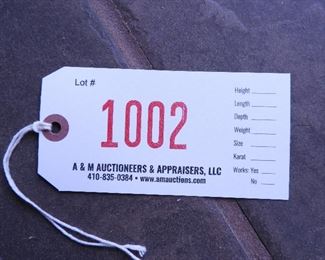 Lot #
1002
A & M AUCTIONEERS & APPRAISERS, LLC
410-835-0384 • www.amauctions.com
Height
Length
Depth
Weight
Size
Karat
Works: Yes
No